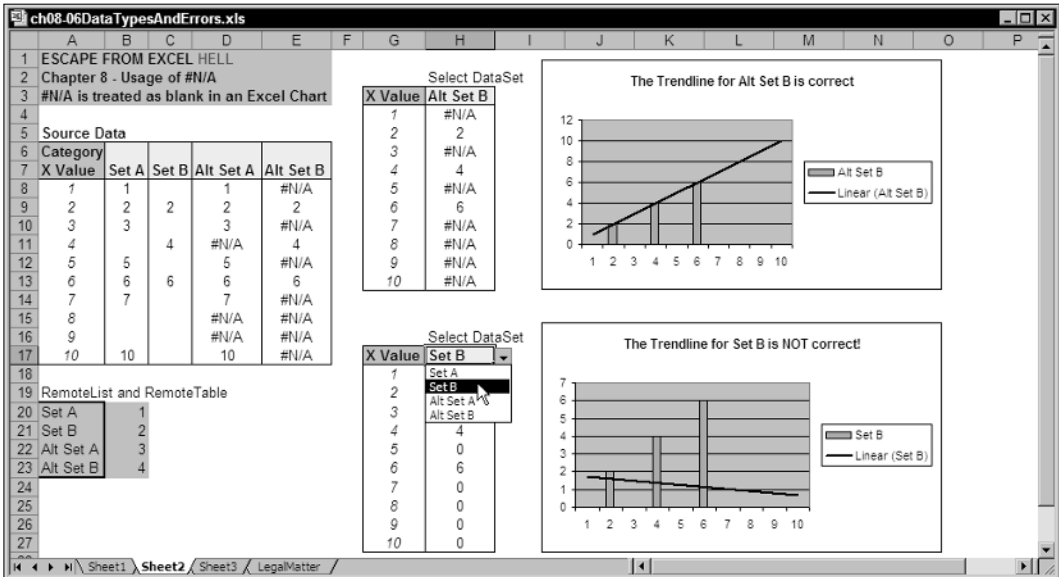 ch08-06DataTypesAndErrors.xls
A B C D E F G H I J K L M N O P
1 ESCAPE FROM EXCEL HELL
2 Chapter 8 - Usage of #N/A Select DataSet
3 #N/A is treated as blank in an Excel Chart X Value Alt Set B
4 1 #N/A
5 Source Data 2 2
6 Category 3 #N/A
7 X Value Set A Set B Alt Set A Alt Set B 4 4
8 1 1 1 #N/A 5 #N/A
9 2 2 2 2 2 6 6
10 3 3 3 #N/A 7 #N/A
11 4 4 #N/A 4 8 #N/A
12 5 5 5 #N/A 9 #N/A
13 6 6 6 6 6 10 #N/A
14 7 7 7 #N/A
15 8 #N/A #N/A
16 9 #N/A #N/A Select DataSet
17 10 10 10 #N/A X Value Set B
18 1 Set A
19 RemoteList and RemoteTable 2 Set B
Alt Set A
20 Set A 1 3 Alt Set B
21 Set B 2 4 4
22 Alt Set A 3 5 0
23 Alt Set B 4 6 6
24 7 0
25 8 0
26 9 0
27 10 0
The Trendline for Alt Set B is correct
12
10
8
6
4
2
0
1 2 3 4 5 6 7 8 9 10
Alt Set B
Linear (Alt Set B)
The Trendline for Set B is NOT correct!
7
6
5
4
3
2
1
0
1 2 3 4 5 6 7 8 9 10
Set B
Linear (Set B)
Sheet1 Sheet2 Sheet3 LegalMatter